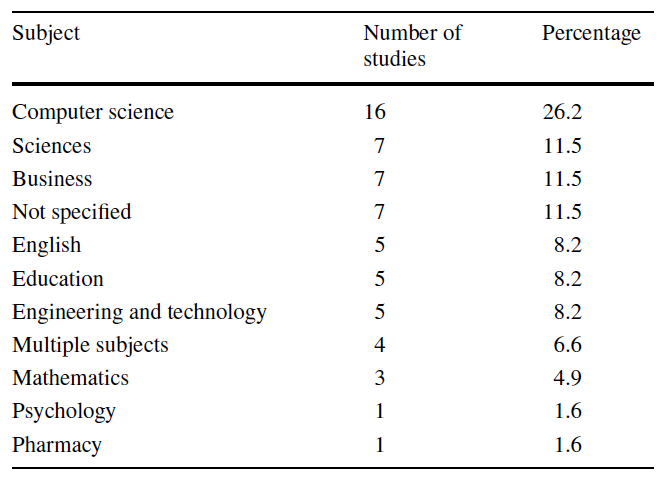 Subject Number of studies Percentage
Computer science 16 26.2
Sciences 7 11.5
Business 7 11.5
Not specified 7 11.5
English 5 8.2
Education 5 8.2
Engineering and technology 5 8.2
Multiple subjects 4 6.6
Mathematics 3 4.9
Psychology 1 1.6
Pharmacy 1 1.6